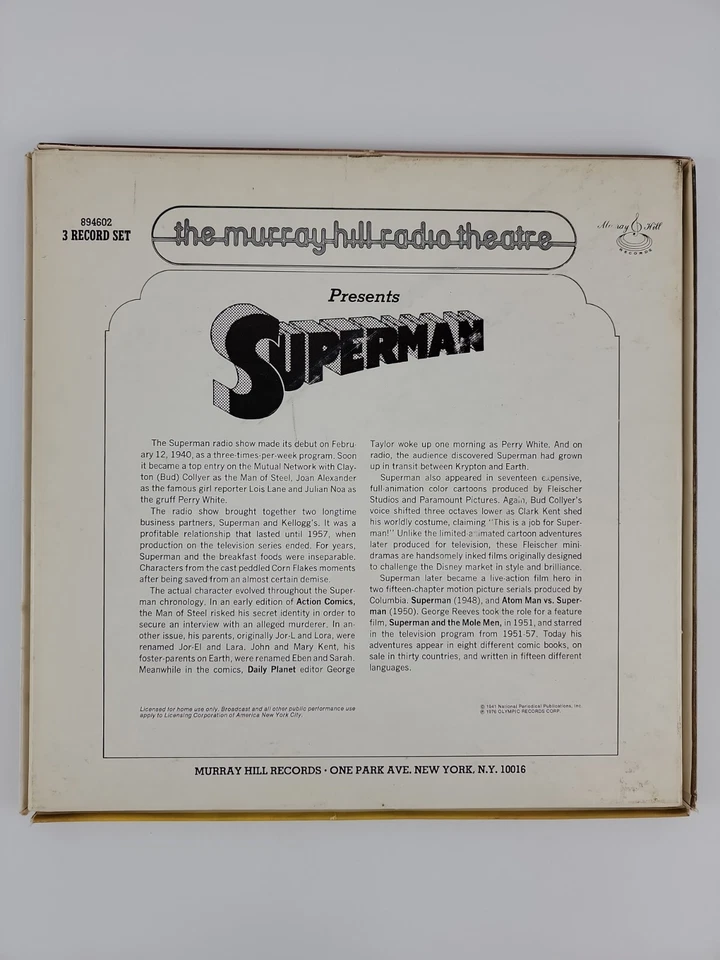 894602
3 RECORD SET
the murray hill radio theatre
Murray Hill
RECORDS
Presents
SUPERMAN
The Superman radio show made its debut on Febru-
ary 12, 1940, as a three-times-per-week program. Soon
it became a top entry on the Mutual Network with Clay-
ton (Bud) Collyer as the Man of Steel, Joan Alexander
as the famous girl reporter Lois Lane and Julian Noa as
the gruff Perry White.
The radio show brought together two longtime
business partners, Superman and Kellogg's. It was a
profitable relationship that lasted until 1957, when
production on the television series ended. For years,
Superman and the breakfast foods were inseparable.
Characters from the cast peddled Corn Flakes moments
after being saved from an almost certain demise.
The actual character evolved throughout the Super-
man chronology. In an early edition of Action Comics,
the Man of Steel risked his secret identity in order to
secure an interview with an alleged murderer. In an-
other issue, his parents, originally Jor-L and Lora, were
renamed Jor-El and Lara. John and Mary Kent, his
foster-parents on Earth, were renamed Eben and Sarah.
Meanwhile in the comics, Daily Planet editor George
Taylor woke up one morning as Perry White. And on
radio, the audience discovered Superman had grown
up in transit between Krypton and Earth.
Superman also appeared in seventeen expensive,
full-animation color cartoons produced by Fleischer
Studios and Paramount Pictures. Again, Bud Collyer's
voice shifted three octaves lower as Clark Kent shed
his worldly costume, claiming "This is a job for Super-
man!" Unlike the limited-animated cartoon adventures
later produced for television, these Fleischer mini-
dramas are handsomely inked films originally designed
to challenge the Disney market in style and brilliance.
Superman later became a live-action film hero in
two fifteen-chapter motion picture serials produced by
Columbia. Superman (1948), and Atom Man vs. Super-
man (1950). George Reeves took the role for a feature
film, Superman and the Mole Men, in 1951, and starred
in the television program from 1951-57. Today his
adventures appear in eight different comic books, on
sale in thirty countries, and written in fifteen different
languages.
Licensed for home use only. Broadcast and all other public performance use
apply to Licensing Corporation of America New York City.
© 1941 National Periodical Publications, Inc.
℗ 1976 OLYMPIC RECORDS CORP.
MURRAY HILL RECORDS · ONE PARK AVE. NEW YORK, N.Y. 10016